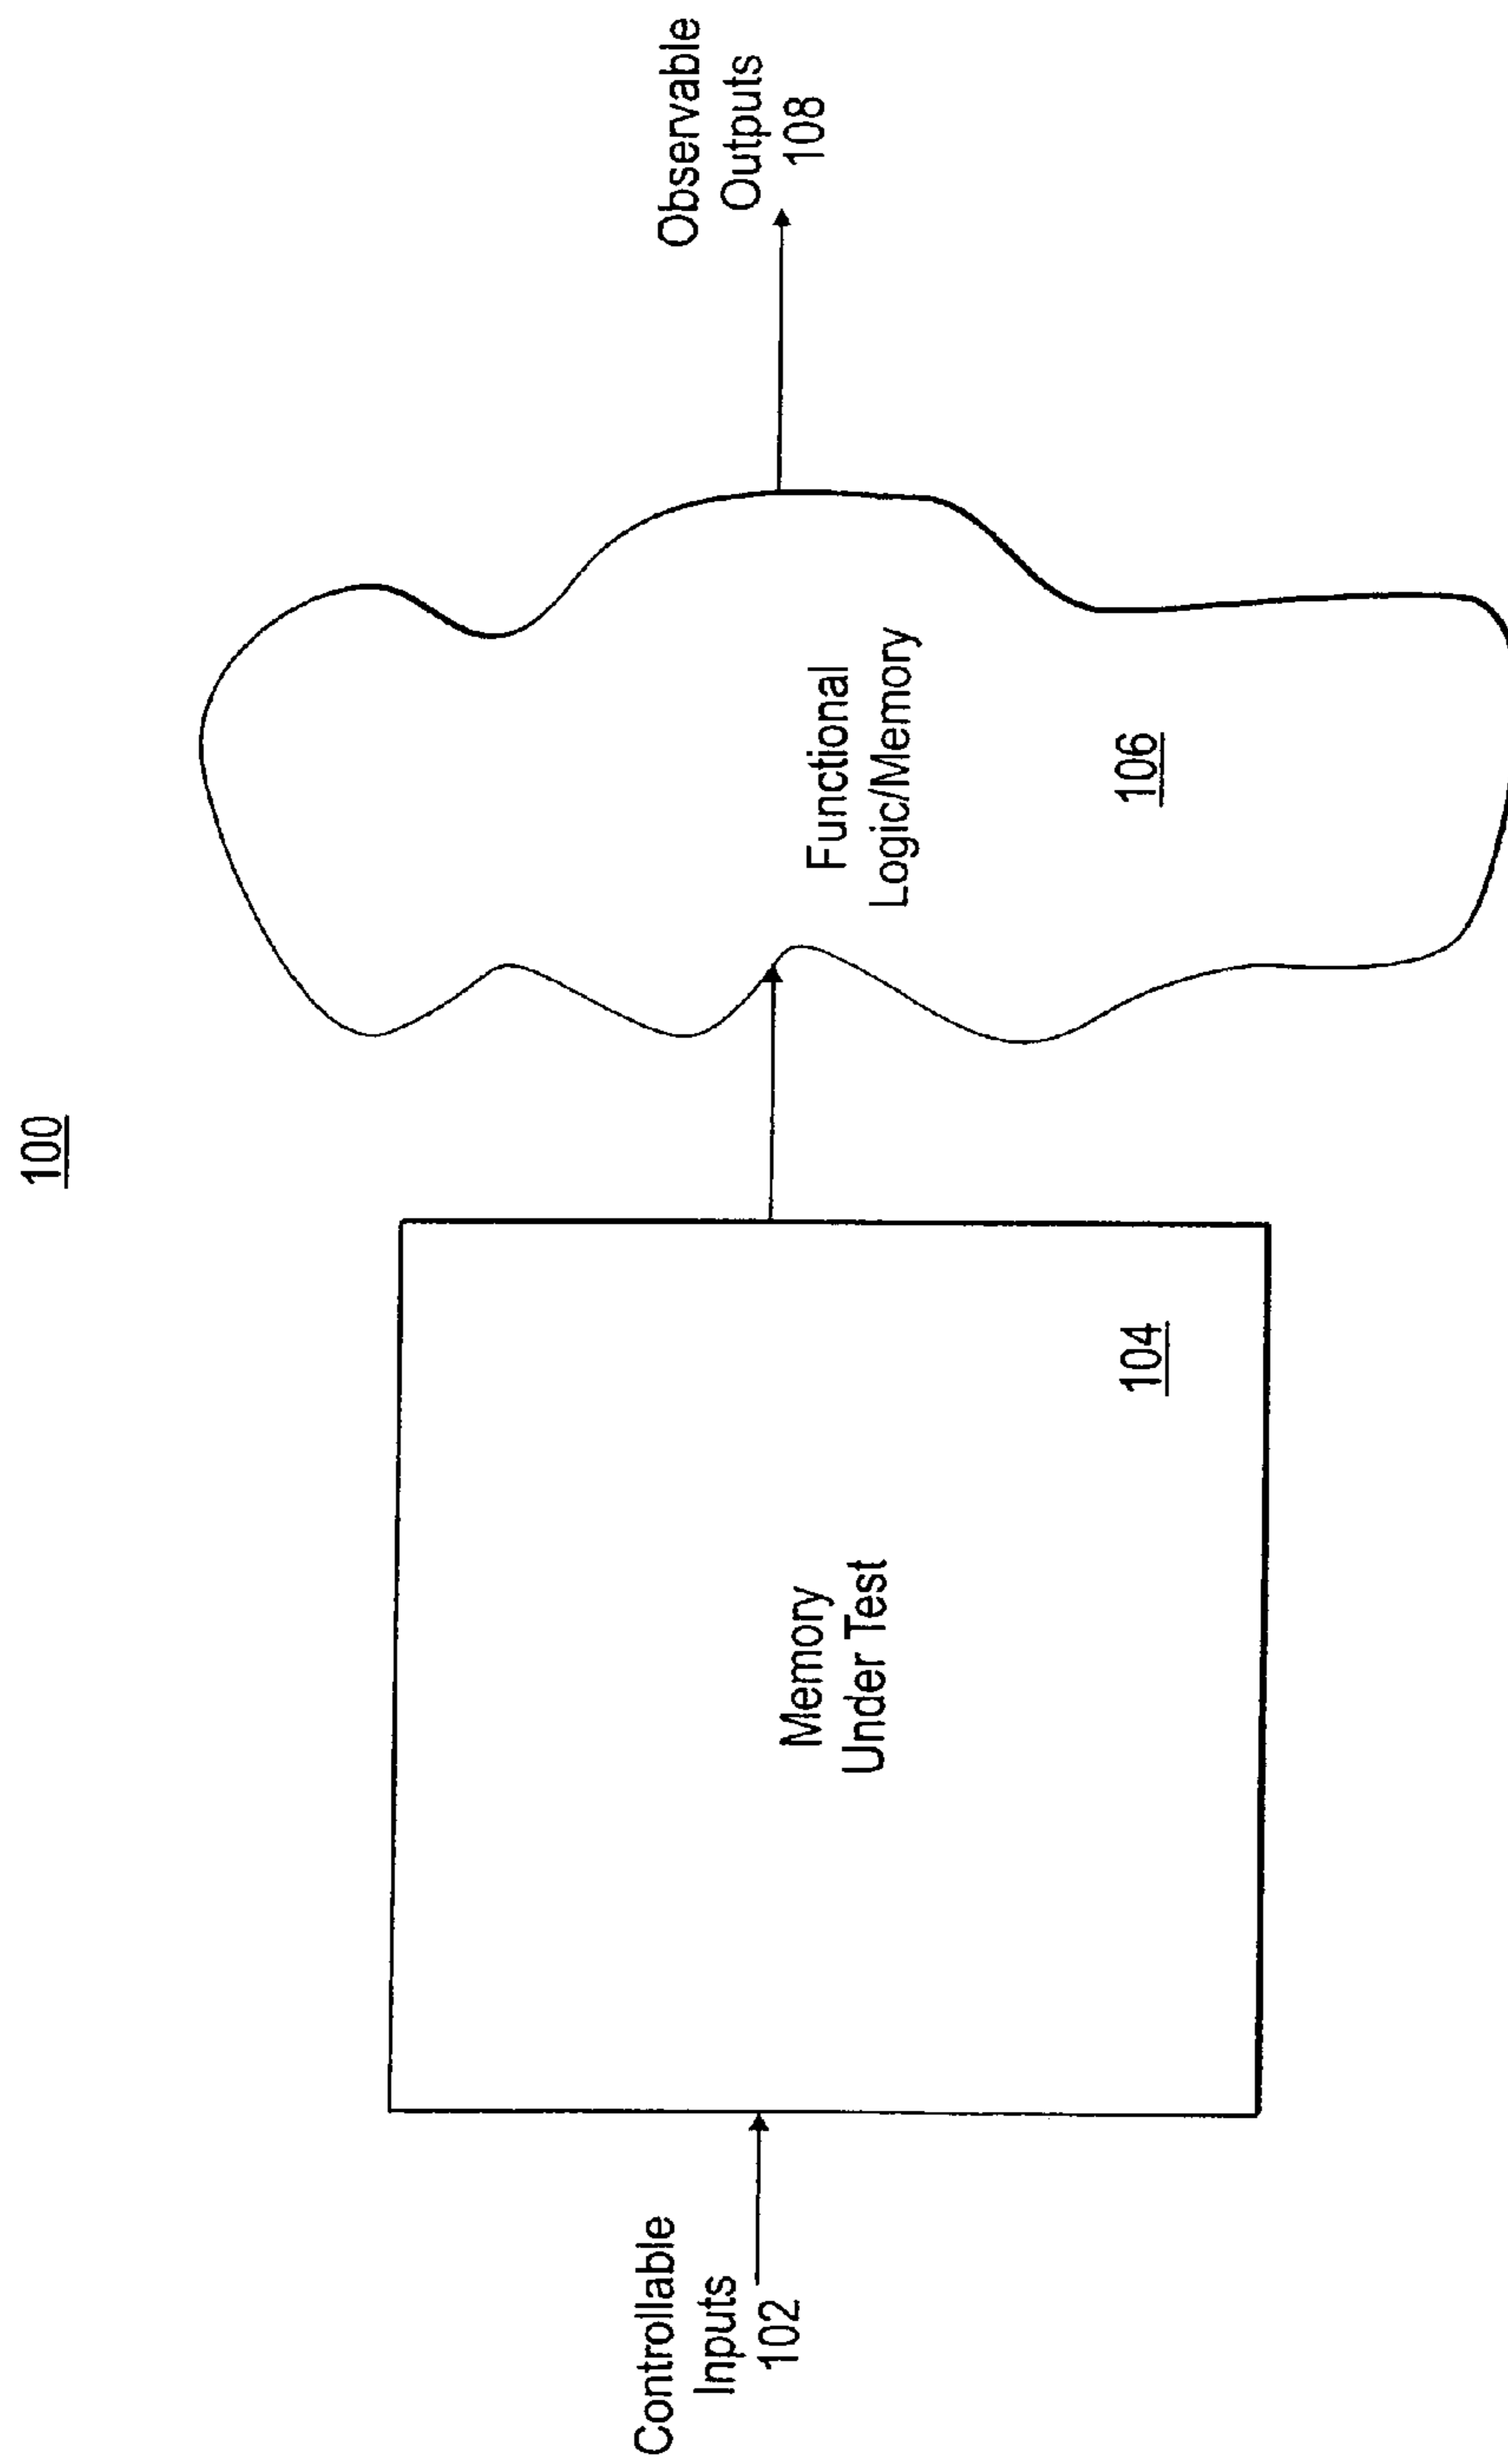 100
Controllable
Inputs
102
Memory
Under Test
104
Functional
Logic/Memory
106
Observable
Outputs
108